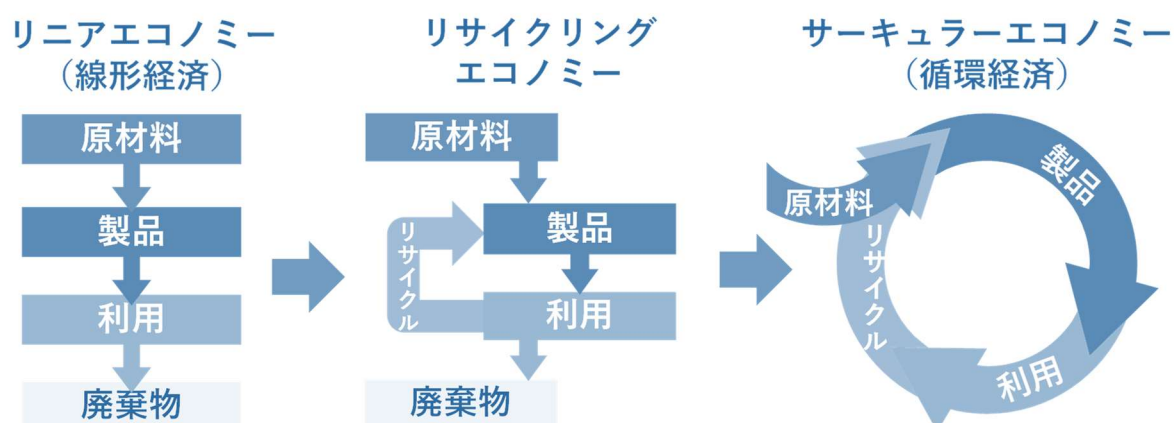 リニアエコノミー
（線形経済）
原材料
製品
利用
廃棄物
リサイクリング
エコノミー
原材料
製品
リサイクル
利用
廃棄物
サーキュラーエコノミー
（循環経済）
原材料
製品
利用
リサイクル